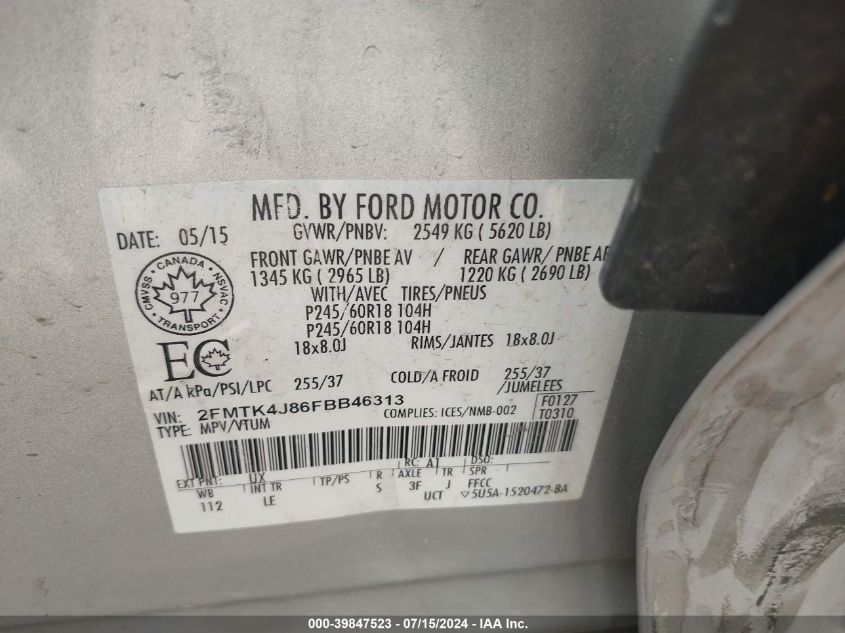 MFD. BY FORD MOTOR CO.
DATE: 05/15 GVWR/PNBV: 2549 KG ( 5620 LB)
FRONT GAWR/PNBE AV / REAR GAWR/ PNBE AR
1345 KG ( 2965 LB) 1220 KG ( 2690 LB)
WITH/AVEC TIRES/PNEUS
P245/60R18 104H
P245/60R18 104H
18x8.0J RIMS/JANTES 18x8.0J
CANADA
CMVSS NSVAC
977
TRANSPORT
EC
AT/A kPa/PSI/LPC 255/37 COLD/A FROID 255/37
/JUMELEES
VIN: 2FMTK4J86FBB46313 F0127
TYPE: MPV/VTUM COMPLIES: ICES/NMB-002 T0310
EXT PNT: UX RC: A1 DSO:
WB INT TR TP/PS R AXLE TR SPR
112 LE S 3F J FFCC
UCT 5U5A-1520472-BA
000-39847523 - 07/15/2024 - IAA Inc.